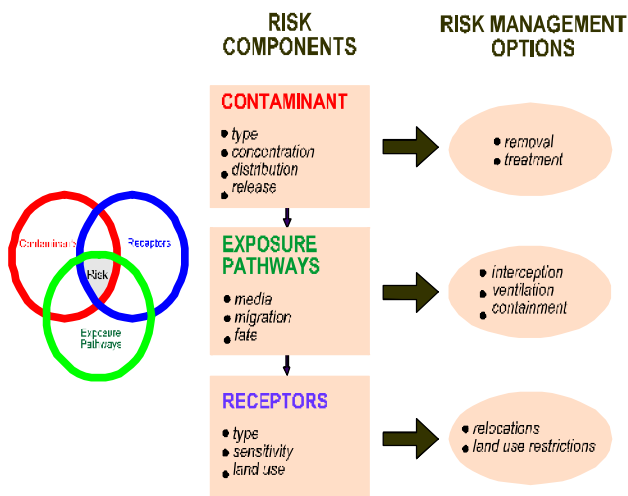 RISK
COMPONENTS
RISK MANAGEMENT
OPTIONS
CONTAMINANT
• type
• concentration
• distribution
• release
• removal
• treatment
Contaminants
Receptors
Risk
Exposure
Pathways
EXPOSURE
PATHWAYS
• media
• migration
• fate
• interception
• ventilation
• containment
RECEPTORS
• type
• sensitivity
• land use
• relocations
• land use restrictions